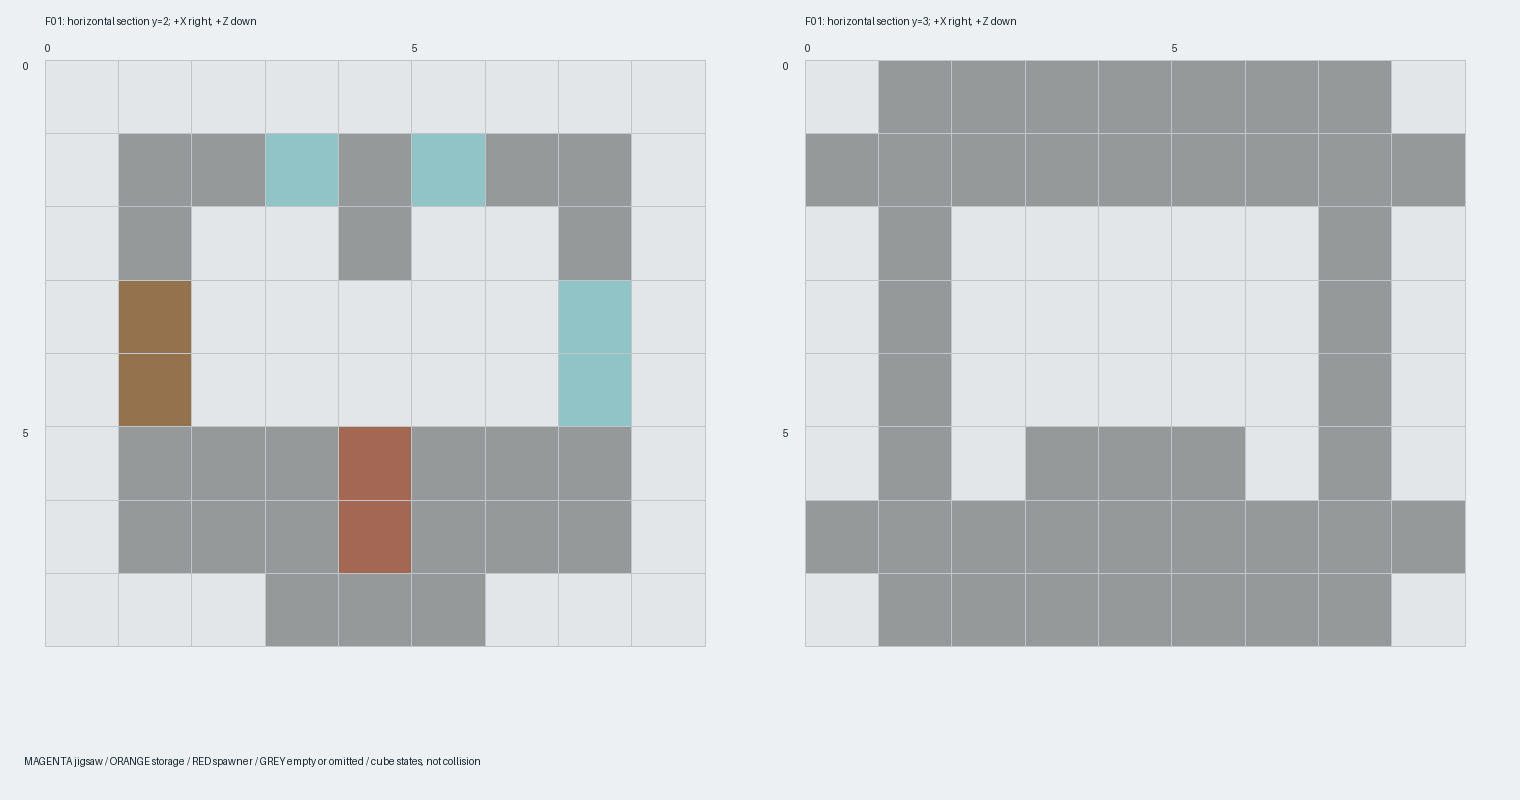 F01: horizontal section y=2; +X right, +Z down
F01: horizontal section y=3; +X right, +Z down
0 5
0 5
0
0
5
5
MAGENTA jigsaw / ORANGE storage / RED spawner / GREY empty or omitted / cube states, not collision